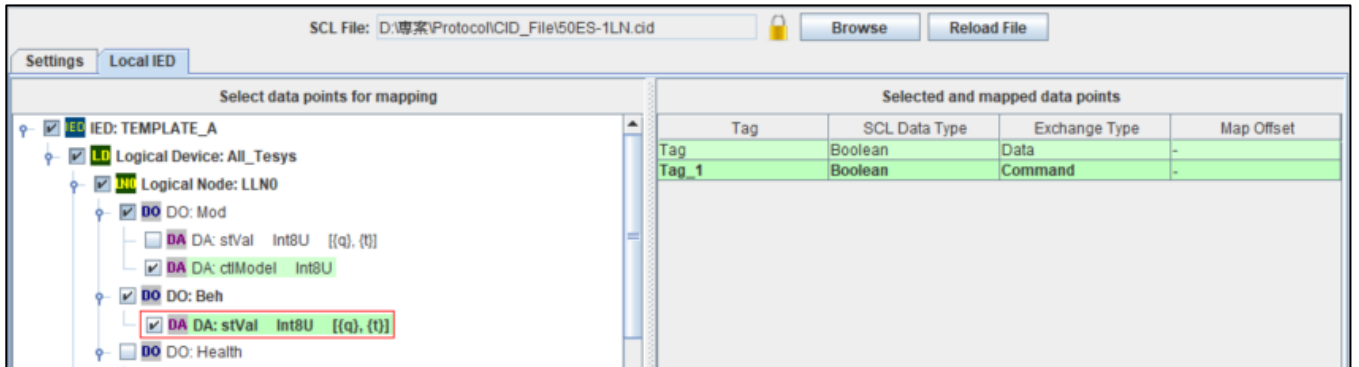 SCL File: D:\專案\Protocol\CID_File\50ES-1LN.cid Browse Reload File
Settings Local IED
Select data points for mapping
IED IED: TEMPLATE_A
LD Logical Device: All_Tesys
LN0 Logical Node: LLN0
DO DO: Mod
DA DA: stVal Int8U [{q}, {t}]
DA DA: ctlModel Int8U
DO DO: Beh
DA DA: stVal Int8U [{q}, {t}]
DO DO: Health
Selected and mapped data points
Tag SCL Data Type Exchange Type Map Offset
Tag Boolean Data -
Tag_1 Boolean Command -